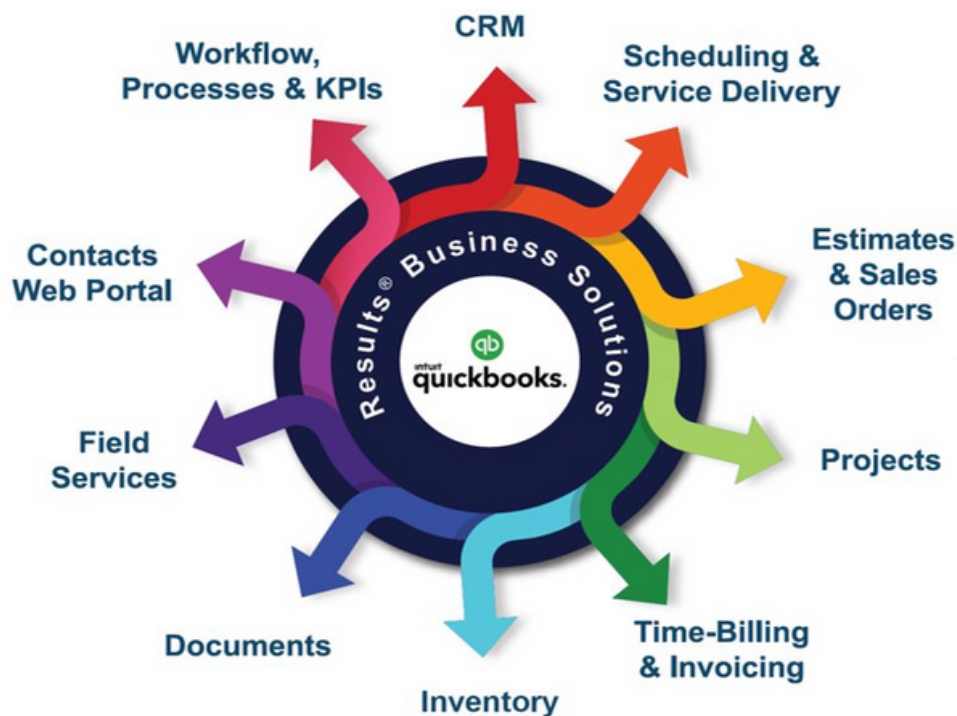 CRM
Scheduling &
Service Delivery
Estimates
& Sales
Orders
Projects
Time-Billing
& Invoicing
Inventory
Documents
Field
Services
Contacts
Web Portal
Workflow,
Processes & KPIs
Results® Business Solutions
qb
intuit
quickbooks.